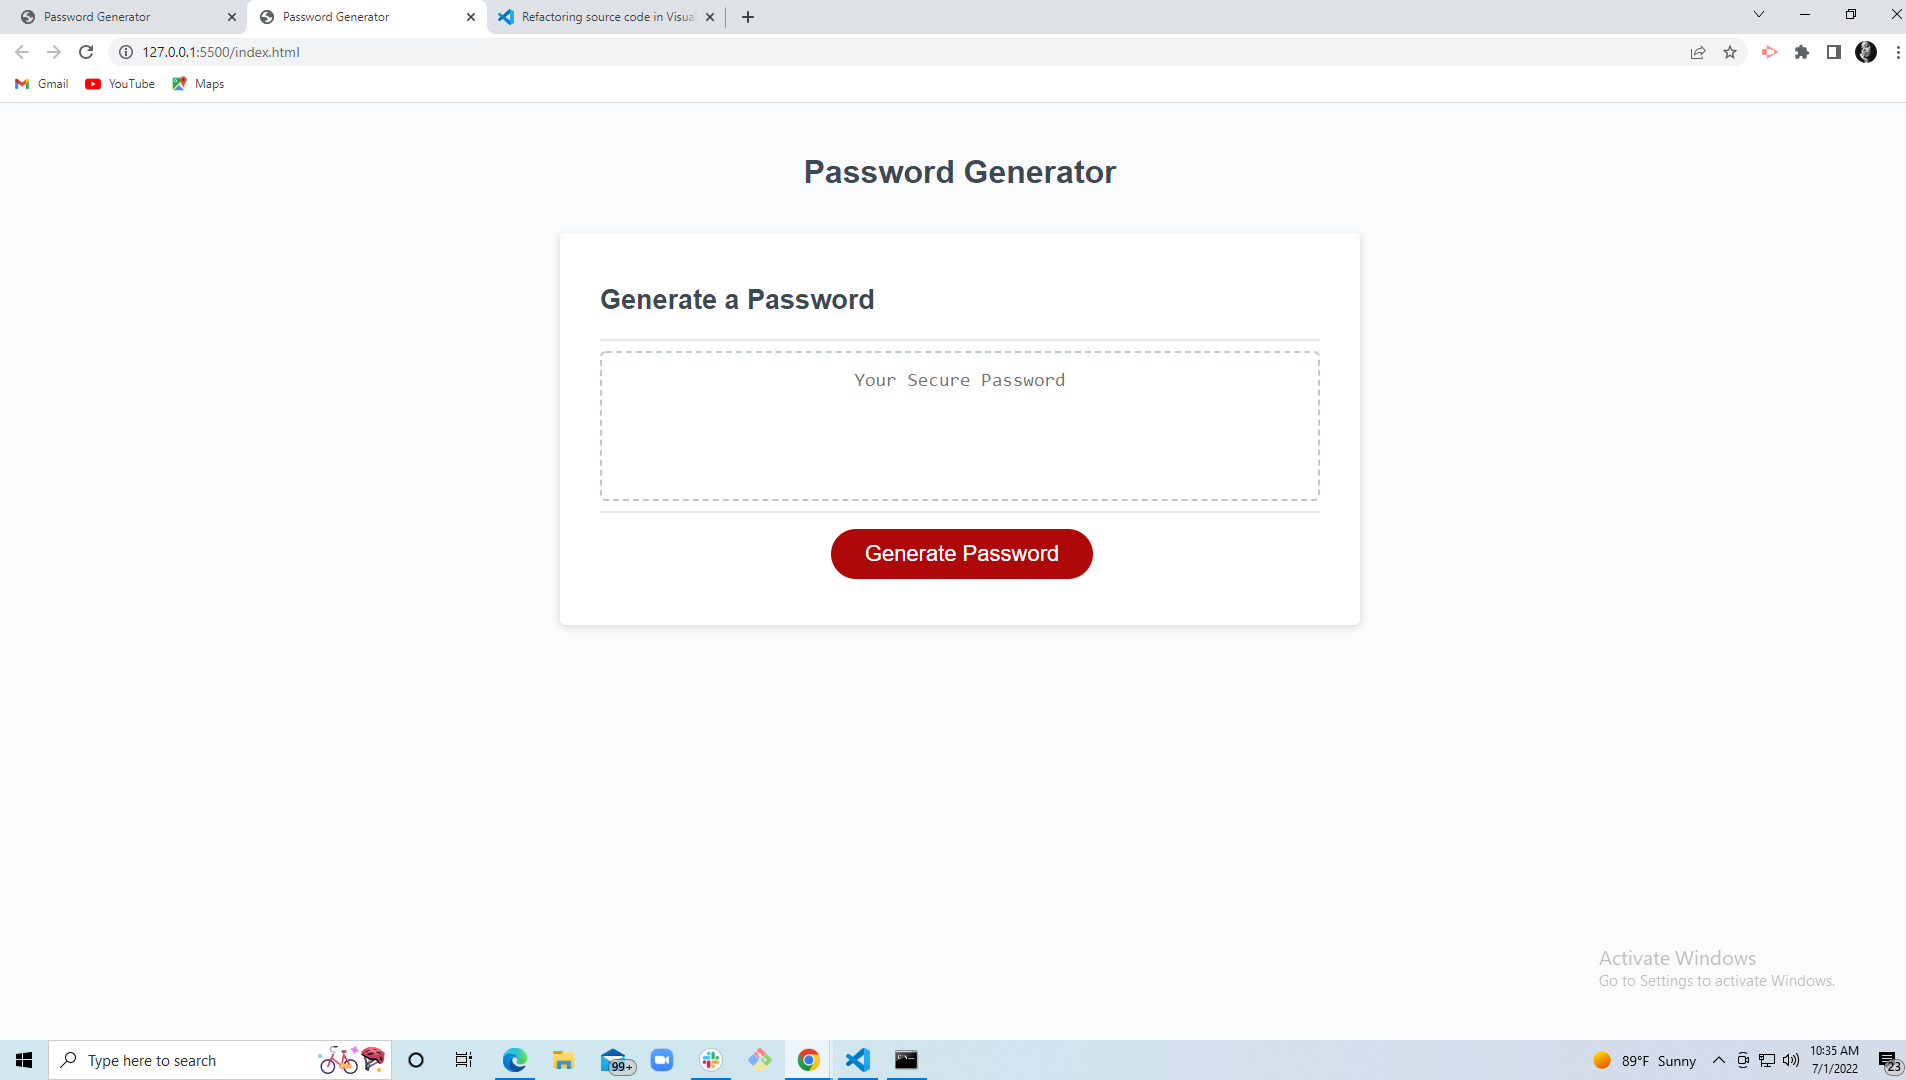 Password Generator
Password Generator
Refactoring source code in Visua
127.0.0.1:5500/index.html
Gmail
YouTube
Maps
Password Generator
Generate a Password
Your Secure Password
Generate Password
Activate Windows
Go to Settings to activate Windows.
Type here to search
99+
89°F Sunny
10:35 AM
7/1/2022
23